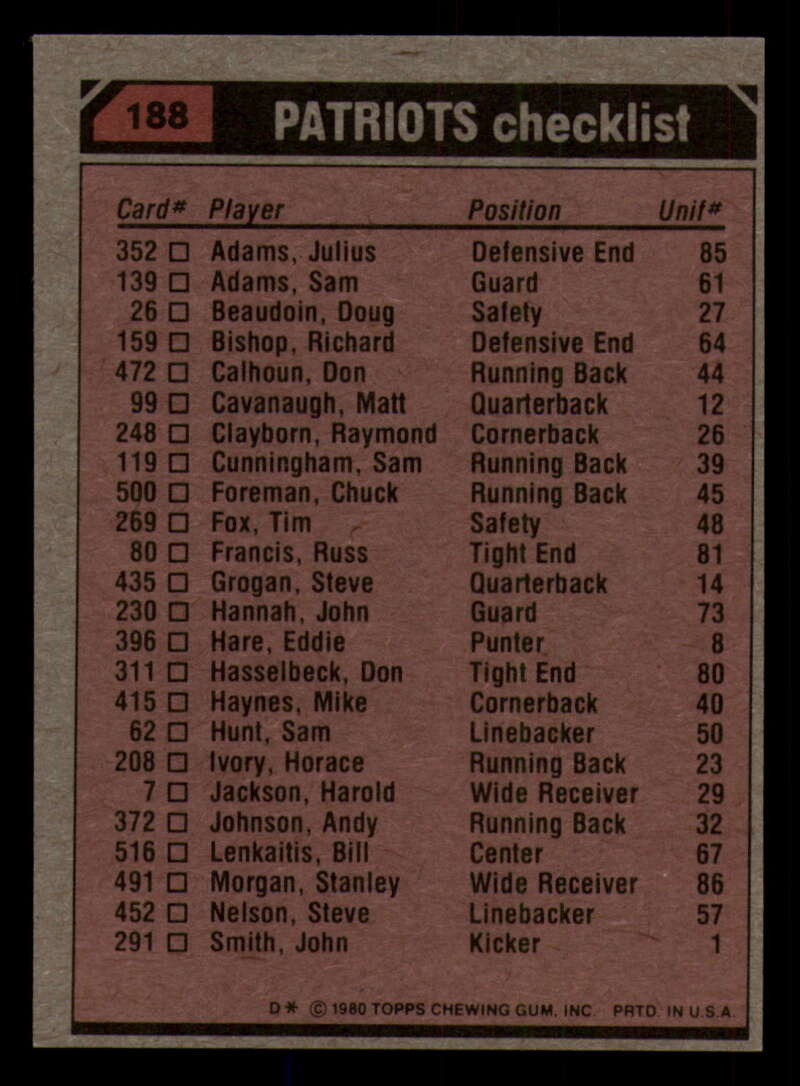 188 PATRIOTS checklist
Card# Player Position Unif#
352 □ Adams, Julius Defensive End 85
139 □ Adams, Sam Guard 61
26 □ Beaudoin, Doug Safety 27
159 □ Bishop, Richard Defensive End 64
472 □ Calhoun, Don Running Back 44
99 □ Cavanaugh, Matt Quarterback 12
248 □ Clayborn, Raymond Cornerback 26
119 □ Cunningham, Sam Running Back 39
500 □ Foreman, Chuck Running Back 45
269 □ Fox, Tim Safety 48
80 □ Francis, Russ Tight End 81
435 □ Grogan, Steve Quarterback 14
230 □ Hannah, John Guard 73
396 □ Hare, Eddie Punter 8
311 □ Hasselbeck, Don Tight End 80
415 □ Haynes, Mike Cornerback 40
62 □ Hunt, Sam Linebacker 50
208 □ Ivory, Horace Running Back 23
7 □ Jackson, Harold Wide Receiver 29
372 □ Johnson, Andy Running Back 32
516 □ Lenkaitis, Bill Center 67
491 □ Morgan, Stanley Wide Receiver 86
452 □ Nelson, Steve Linebacker 57
291 □ Smith, John Kicker 1
D* © 1980 TOPPS CHEWING GUM, INC. PRTD. IN U.S.A.